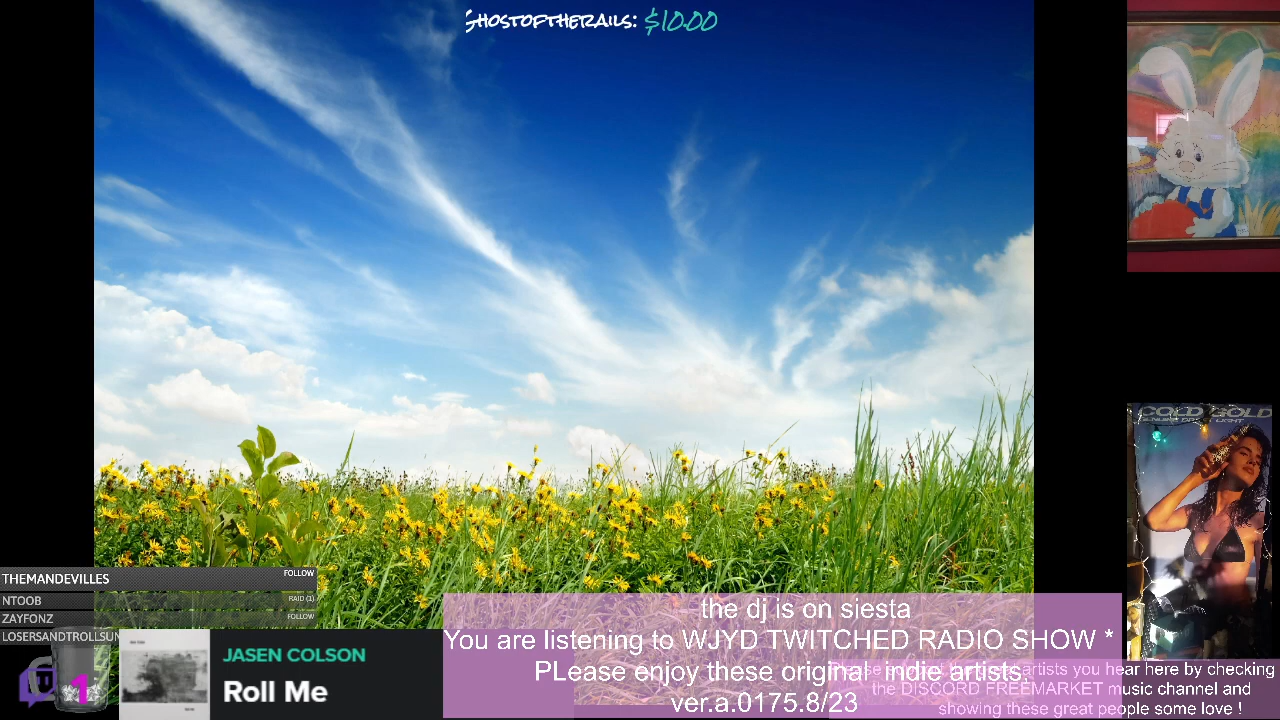 Ghostoftherails: $10.00
COLD GOLD
THEMANDEVILLES FOLLOW
NTOOB RAID (1)
ZAYFONZ FOLLOW
LOSERSANDTROLLSUN
1
JASEN COLSON
Roll Me
the dj is on siesta
You are listening to WJYD TWITCHED RADIO SHOW *
PLease enjoy these original indie artists.
ver.a.0175.8/23
artists you hear here by checking
the DISCORD FREEMARKET music channel and
showing these great people some love !